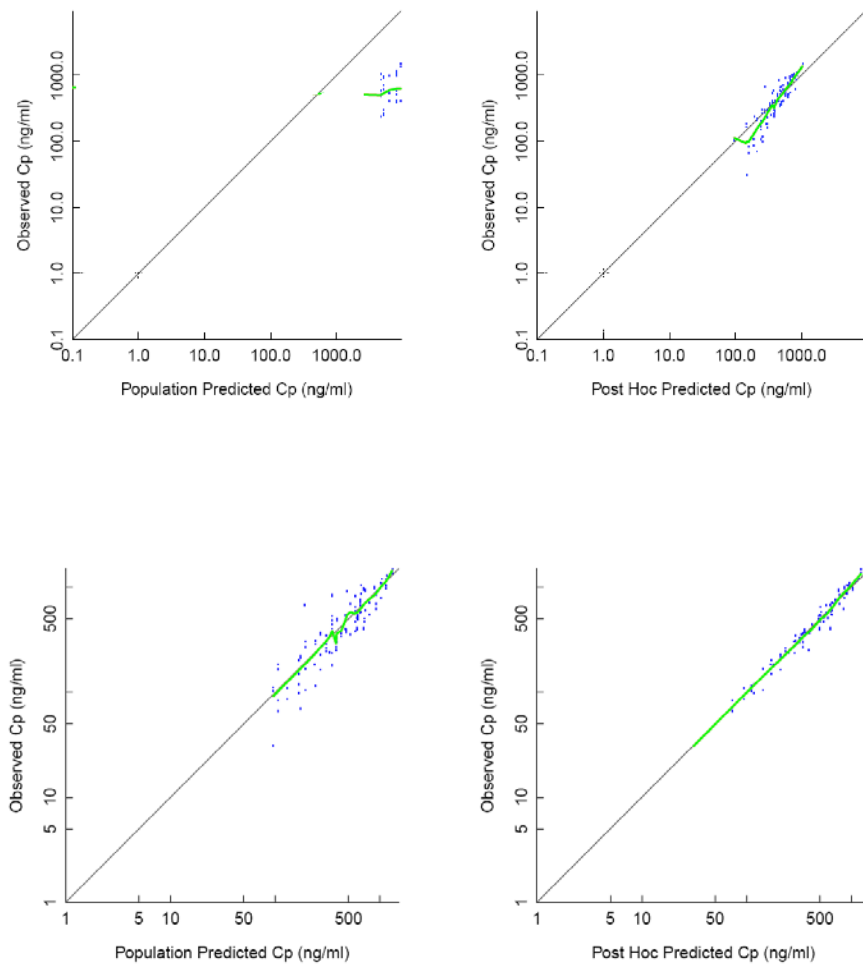 Observed Cp (ng/ml)
1000.0
100.0
10.0
1.0
0.1
0.1 1.0 10.0 100.0 1000.0
Population Predicted Cp (ng/ml)
Observed Cp (ng/ml)
1000.0
100.0
10.0
1.0
0.1
0.1 1.0 10.0 100.0 1000.0
Post Hoc Predicted Cp (ng/ml)
Observed Cp (ng/ml)
500
50
10
5
1
1 5 10 50 500
Population Predicted Cp (ng/ml)
Observed Cp (ng/ml)
500
50
10
5
1
1 5 10 50 500
Post Hoc Predicted Cp (ng/ml)